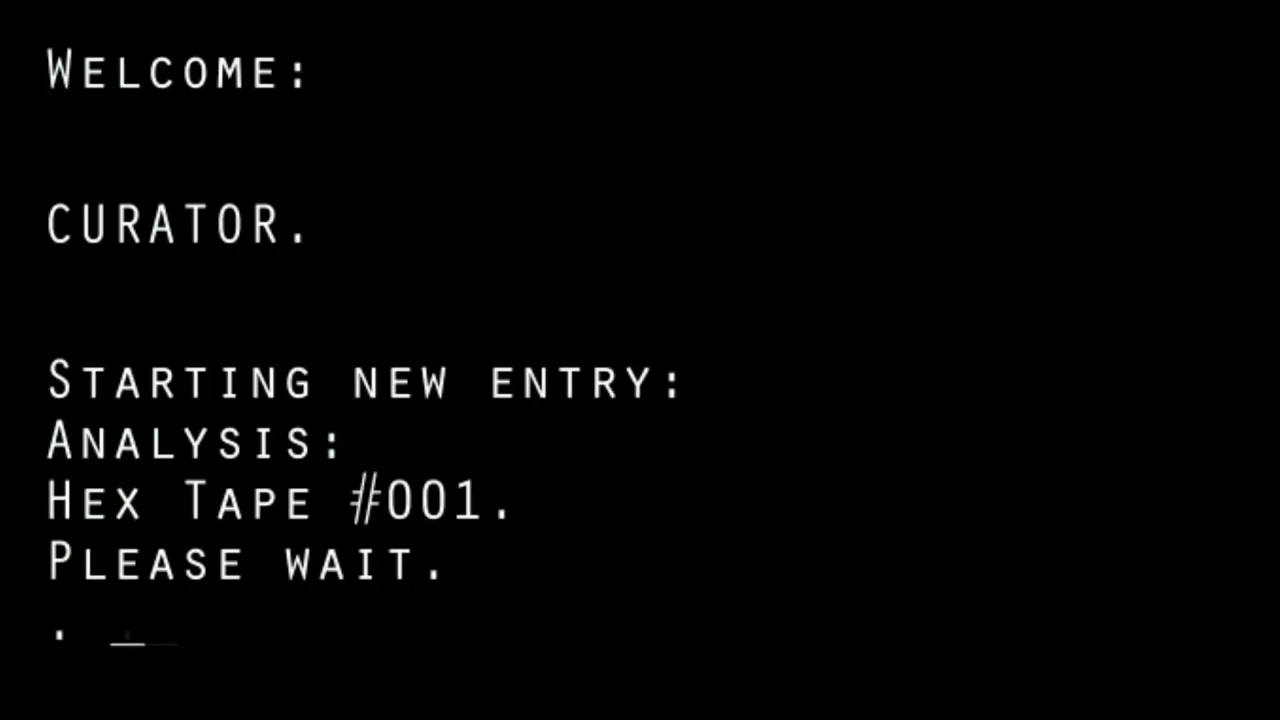 Welcome:
CURATOR.
Starting new entry:
Analysis:
Hex Tape #001.
Please wait.
. _